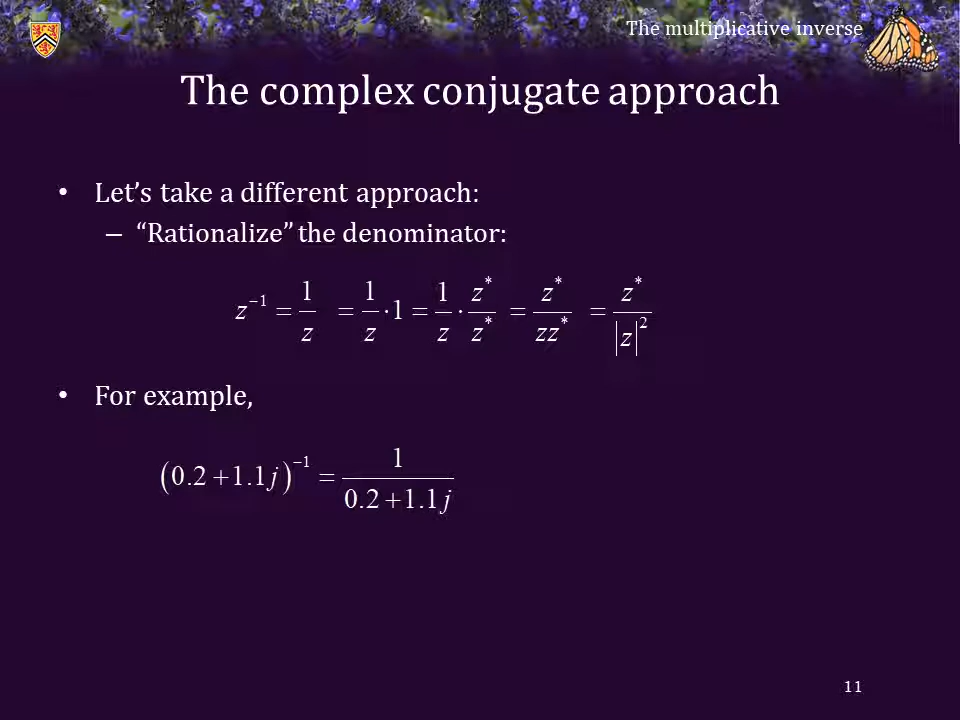 The multiplicative inverse
The complex conjugate approach
• Let’s take a different approach:
– “Rationalize” the denominator:
z⁻¹ = 1/z = 1/z · 1 = 1/z · z*/z* = z*/zz* = z*/|z|²
• For example,
(0.2 + 1.1j)⁻¹ = 1/(0.2 + 1.1j)
11